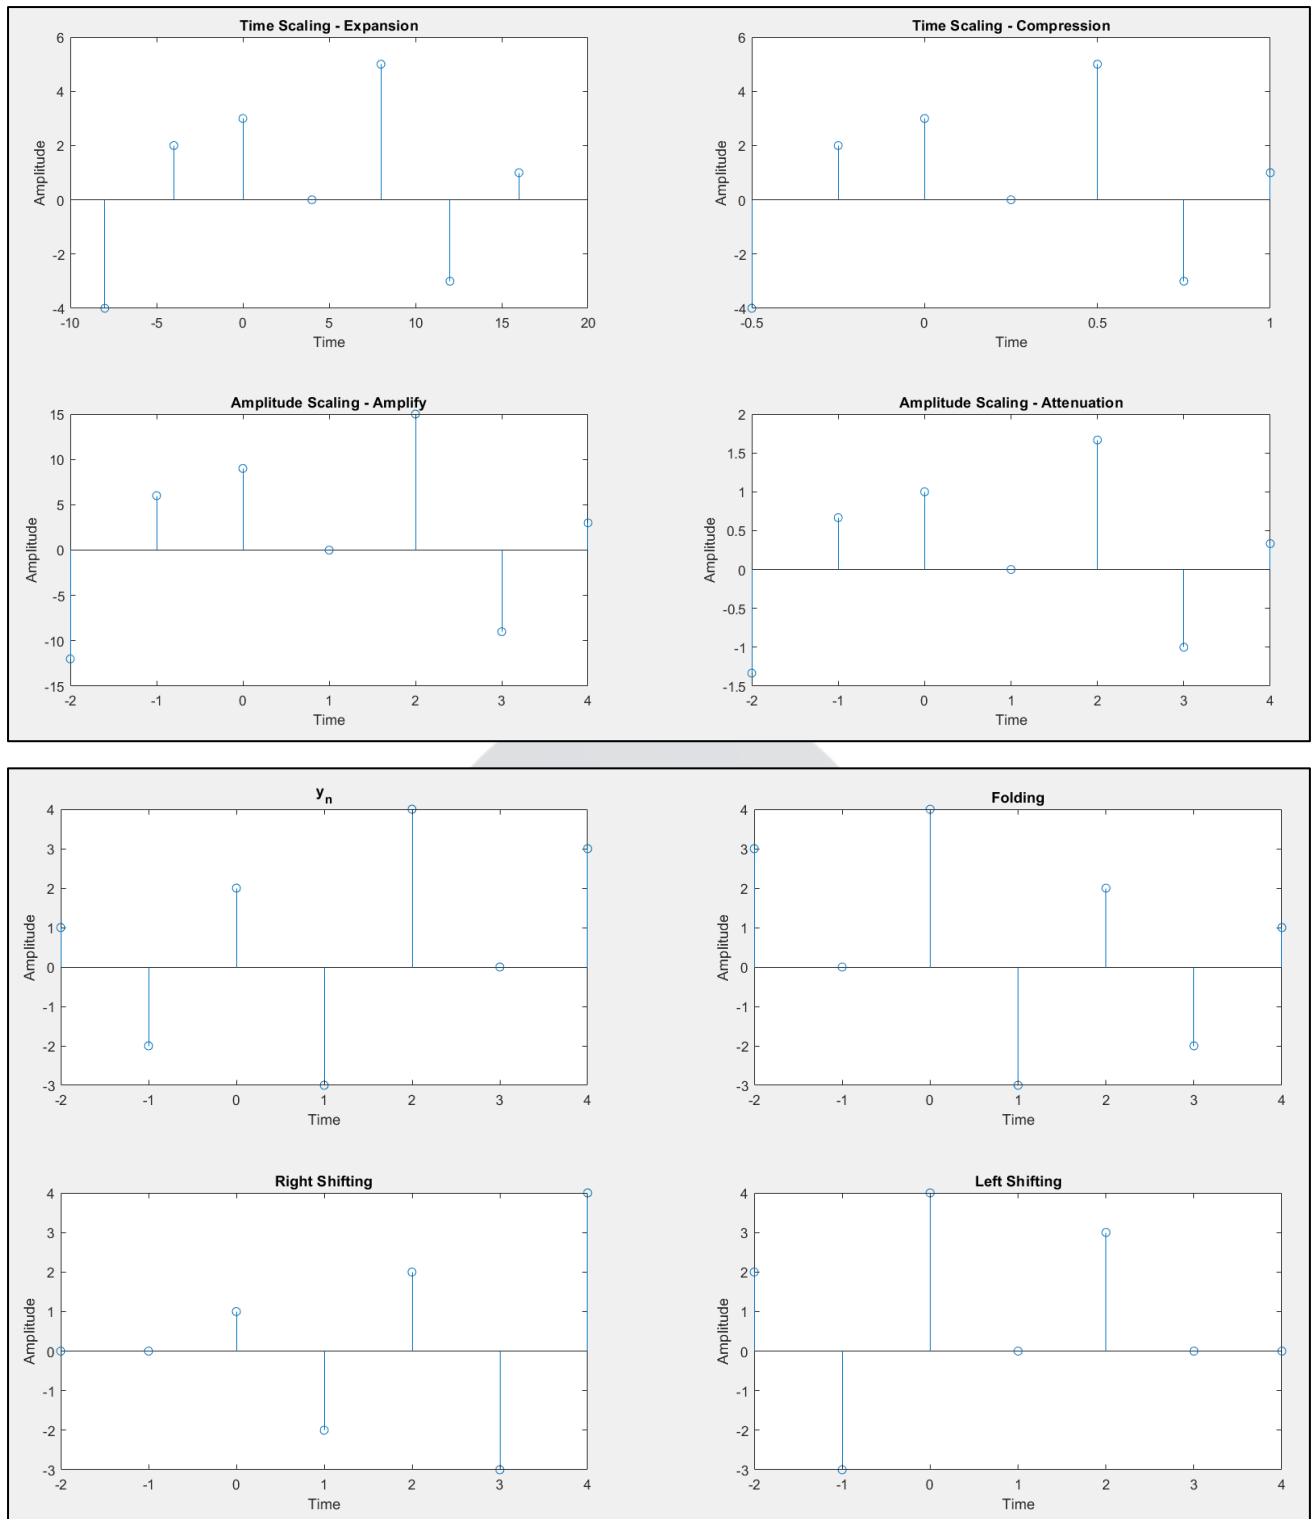 Time Scaling - Expansion
6
4
2
0
-2
-4
-10 -5 0 5 10 15 20
Amplitude
Time
Time Scaling - Compression
6
4
2
0
-2
-4
-0.5 0 0.5 1
Amplitude
Time
Amplitude Scaling - Amplify
15
10
5
0
-5
-10
-15
-2 -1 0 1 2 3 4
Amplitude
Time
Amplitude Scaling - Attenuation
2
1.5
1
0.5
0
-0.5
-1
-1.5
-2 -1 0 1 2 3 4
Amplitude
Time
yn
4
3
2
1
0
-1
-2
-3
-2 -1 0 1 2 3 4
Amplitude
Time
Folding
4
3
2
1
0
-1
-2
-3
-2 -1 0 1 2 3 4
Amplitude
Time
Right Shifting
4
3
2
1
0
-1
-2
-3
-2 -1 0 1 2 3 4
Amplitude
Time
Left Shifting
4
3
2
1
0
-1
-2
-3
-2 -1 0 1 2 3 4
Amplitude
Time